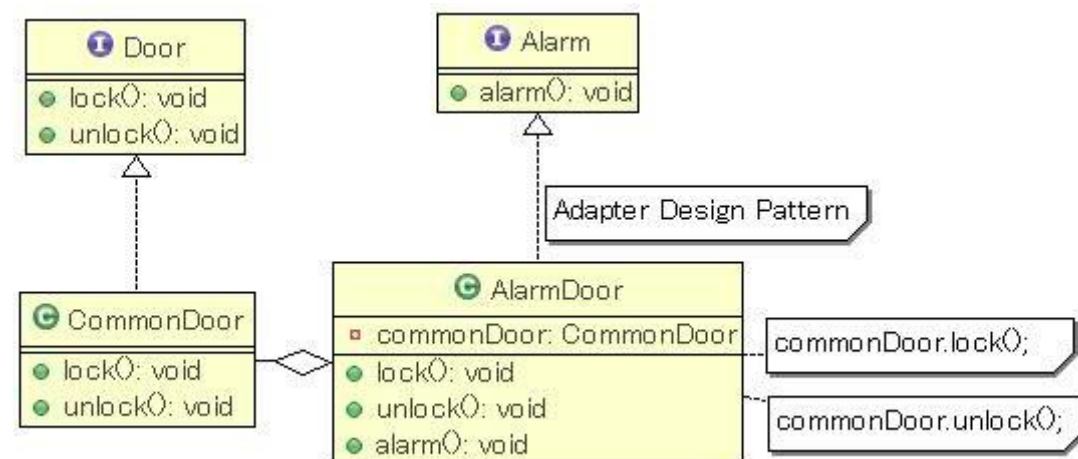 I Door
lock(): void
unlock(): void
I Alarm
alarm(): void
Adapter Design Pattern
C CommonDoor
lock(): void
unlock(): void
C AlarmDoor
commonDoor: CommonDoor
lock(): void
unlock(): void
alarm(): void
commonDoor.lock();
commonDoor.unlock();